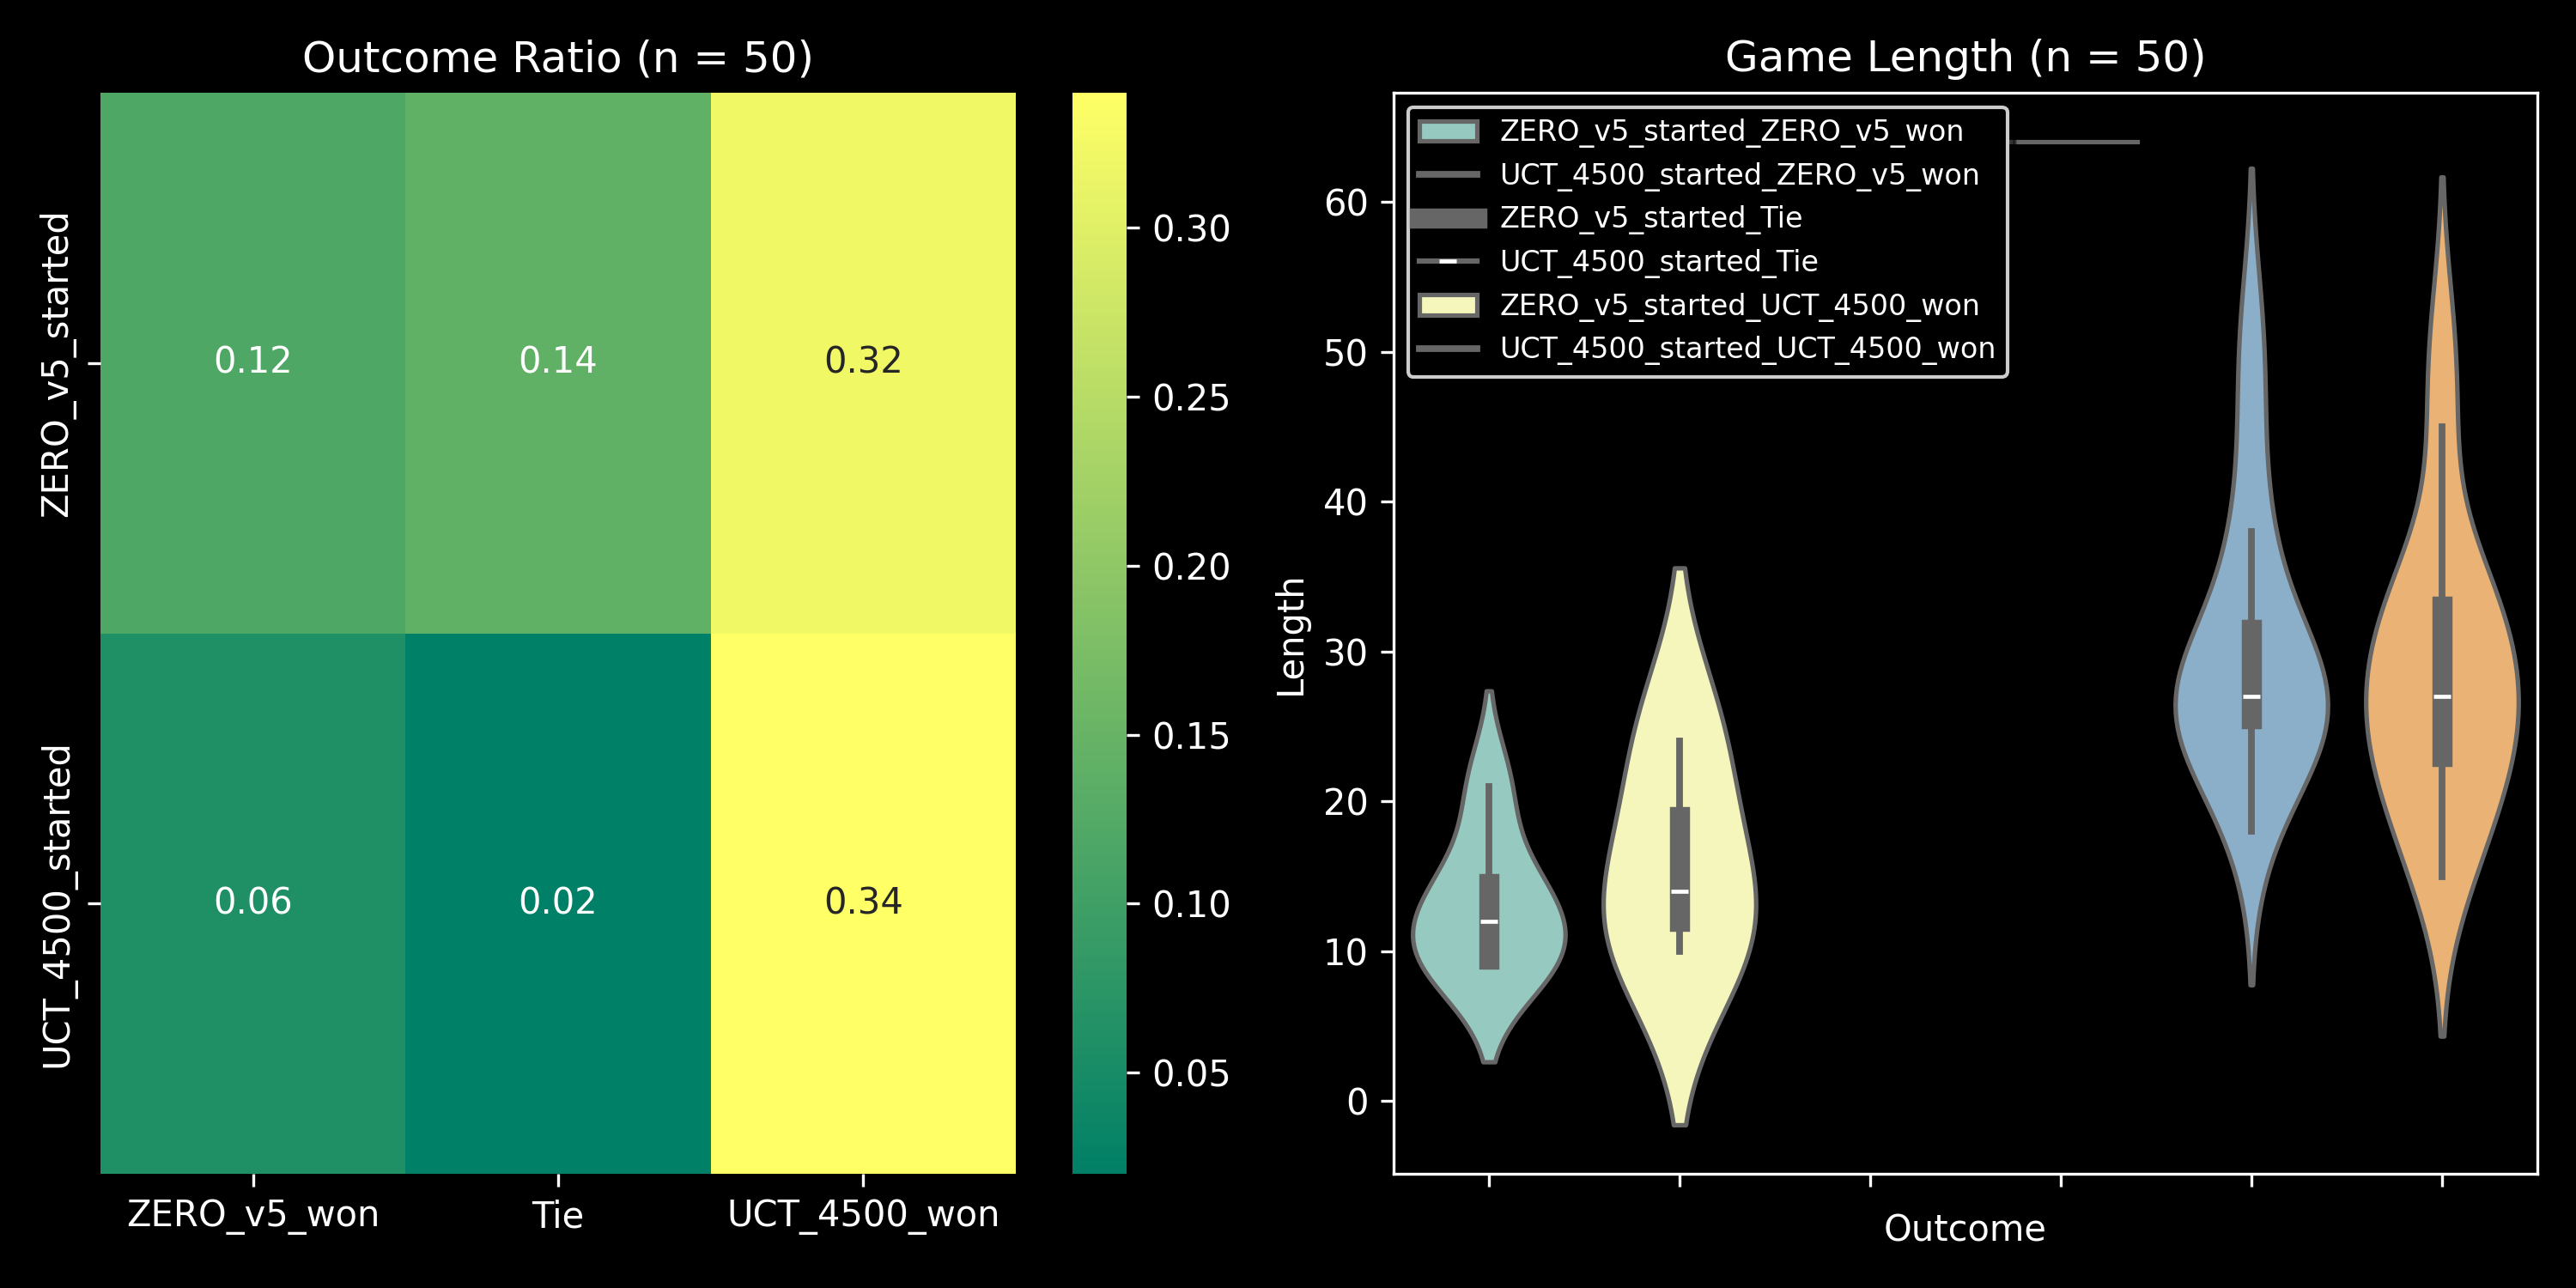 Outcome Ratio (n = 50)
ZERO_v5_started
UCT_4500_started
0.12 0.14 0.32
0.06 0.02 0.34
ZERO_v5_won Tie UCT_4500_won
0.30
0.25
0.20
0.15
0.10
0.05
Game Length (n = 50)
ZERO_v5_started_ZERO_v5_won
UCT_4500_started_ZERO_v5_won
ZERO_v5_started_Tie
UCT_4500_started_Tie
ZERO_v5_started_UCT_4500_won
UCT_4500_started_UCT_4500_won
Length
60
50
40
30
20
10
0
Outcome